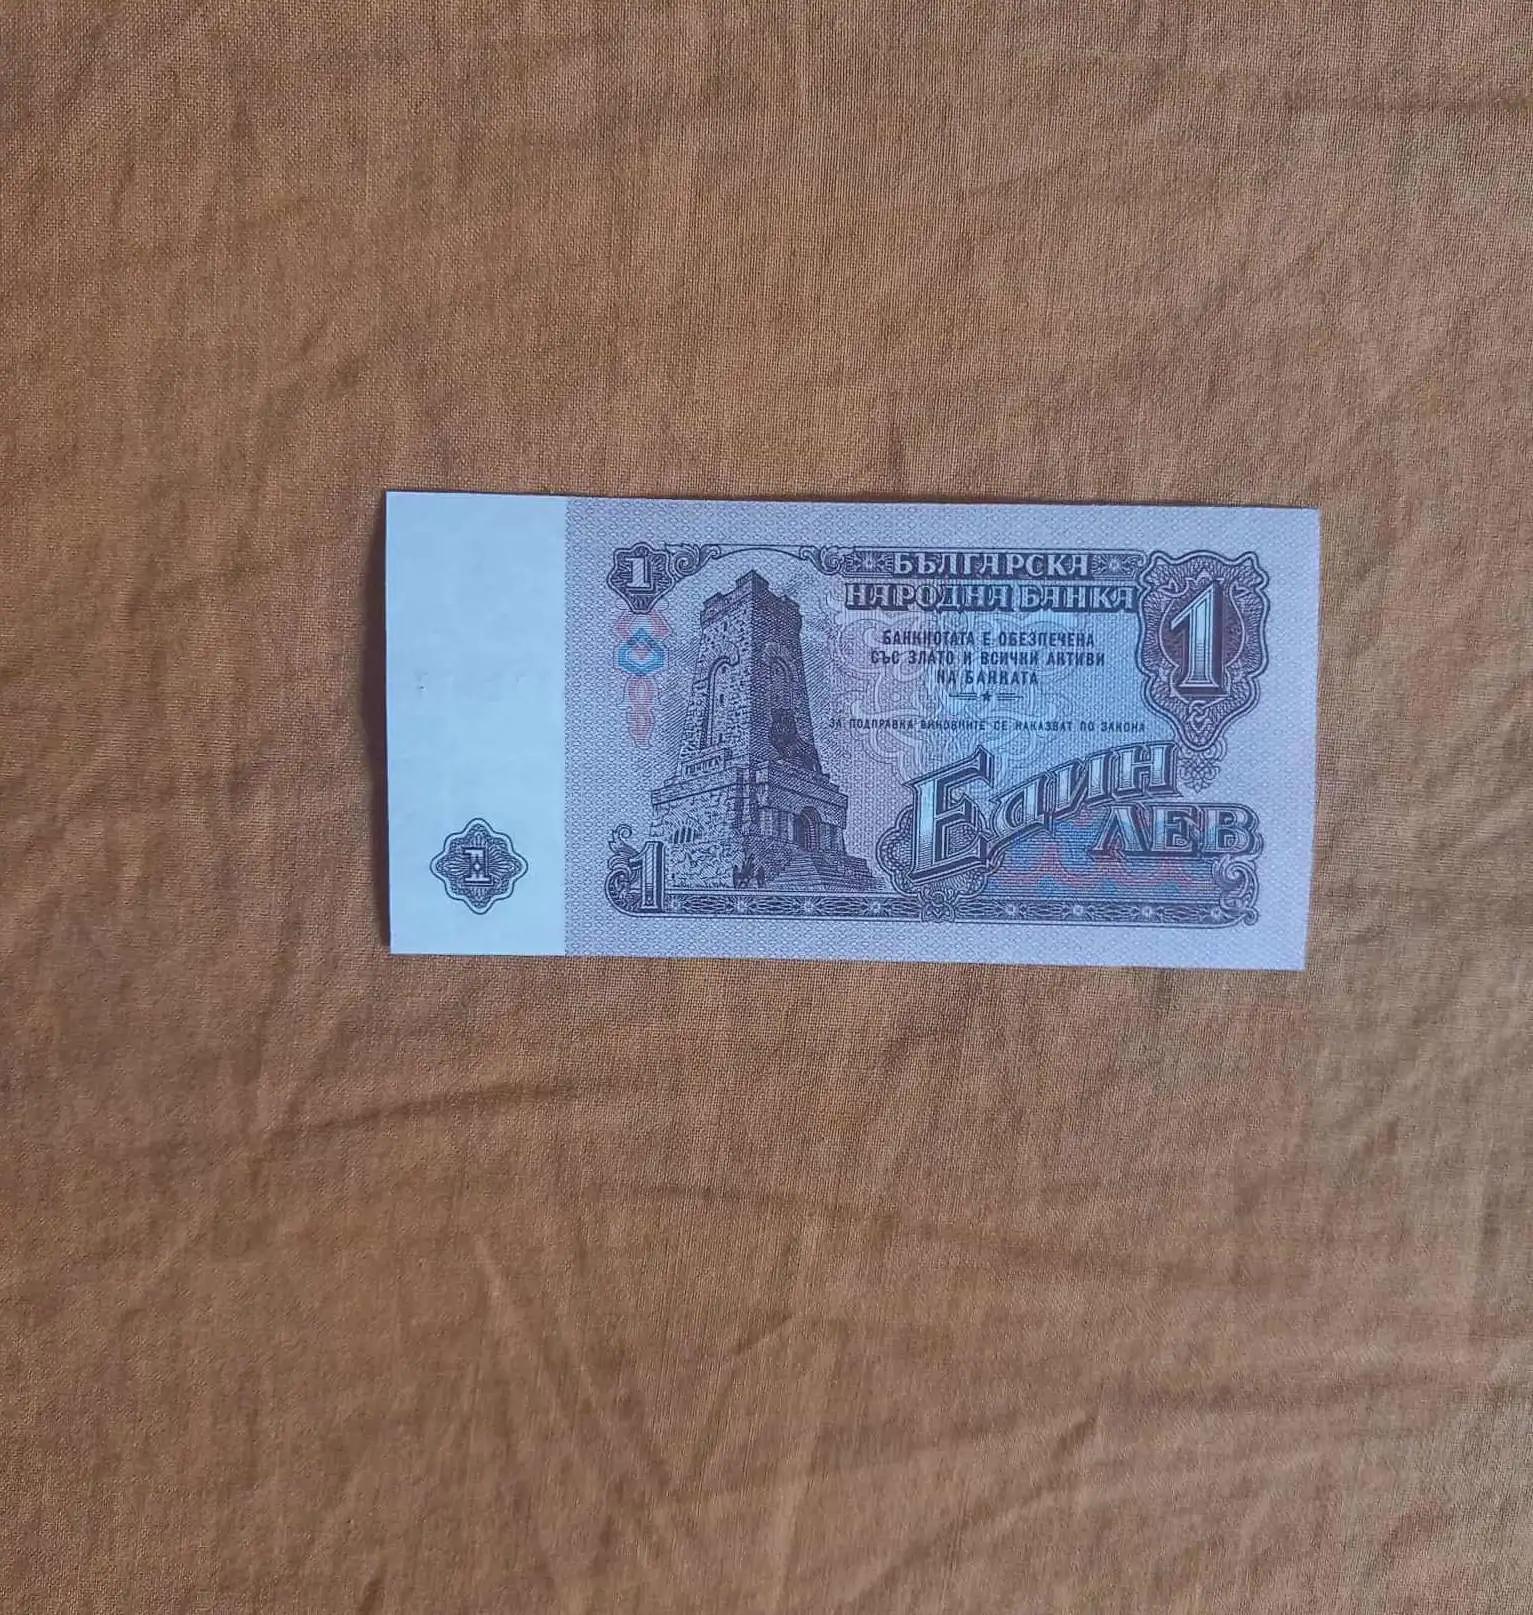 1
БЪЛГАРСКА
НАРОДНА БАНКА
1
БАНКНОТАТА Е ОБЕЗПЕЧЕНА
СЪС ЗЛАТО И ВСИЧКИ АКТИВИ
НА БАНКАТА
ЗА ПОДПРАВКА ВИНОВНИТЕ СЕ НАКАЗВАТ ПО ЗАКОНА
ЕДИН
ЛЕВ
1
1